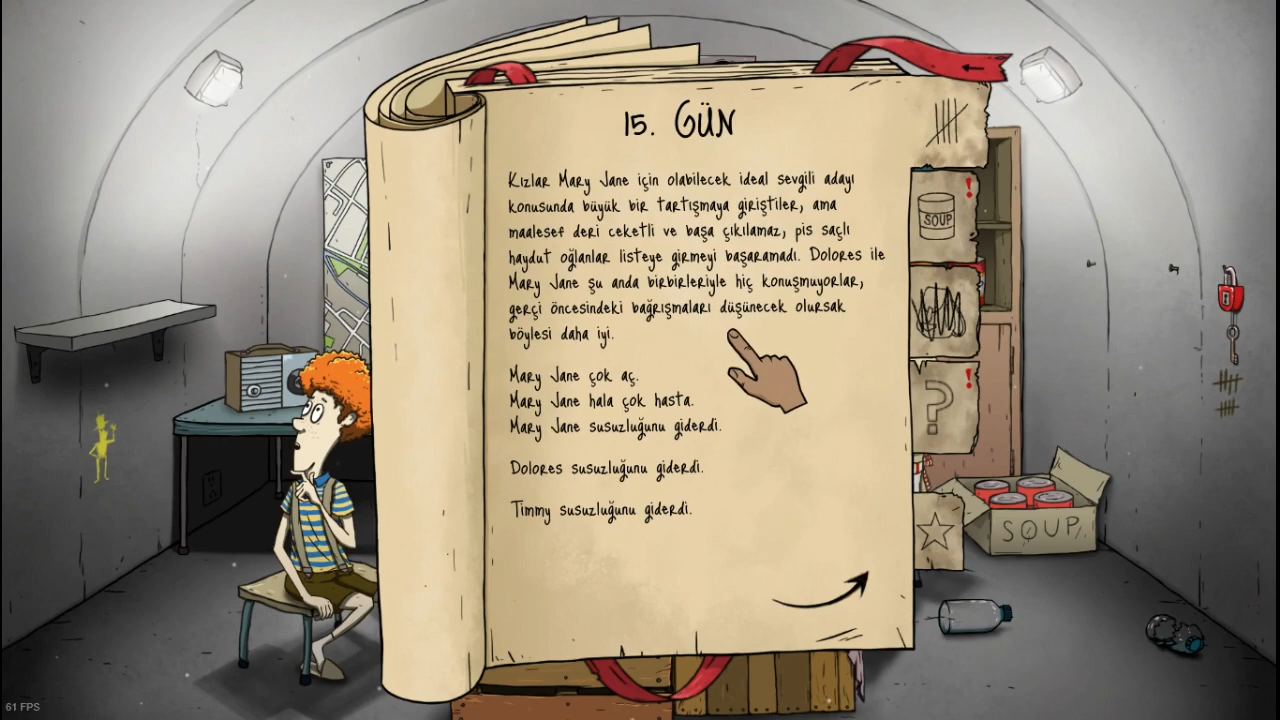 15. GÜN
Kızlar Mary Jane için olabilecek ideal sevgili adayı
konusunda büyük bir tartışmaya giriştiler, ama
maalesef deri ceketli ve başa çıkılamaz, pis saçlı
haydut oğlanlar listeye girmeyi başaramadı. Dolores ile
Mary Jane şu anda birbirleriyle hiç konuşmuyorlar,
gerçi öncesindeki bağrışmaları düşünecek olursak
böylesi daha iyi.
Mary Jane çok aç.
Mary Jane hala çok hasta.
Mary Jane susuzluğunu giderdi.
Dolores susuzluğunu giderdi.
Timmy susuzluğunu giderdi.
!
SOUP
!
?
SOUP
61 FPS